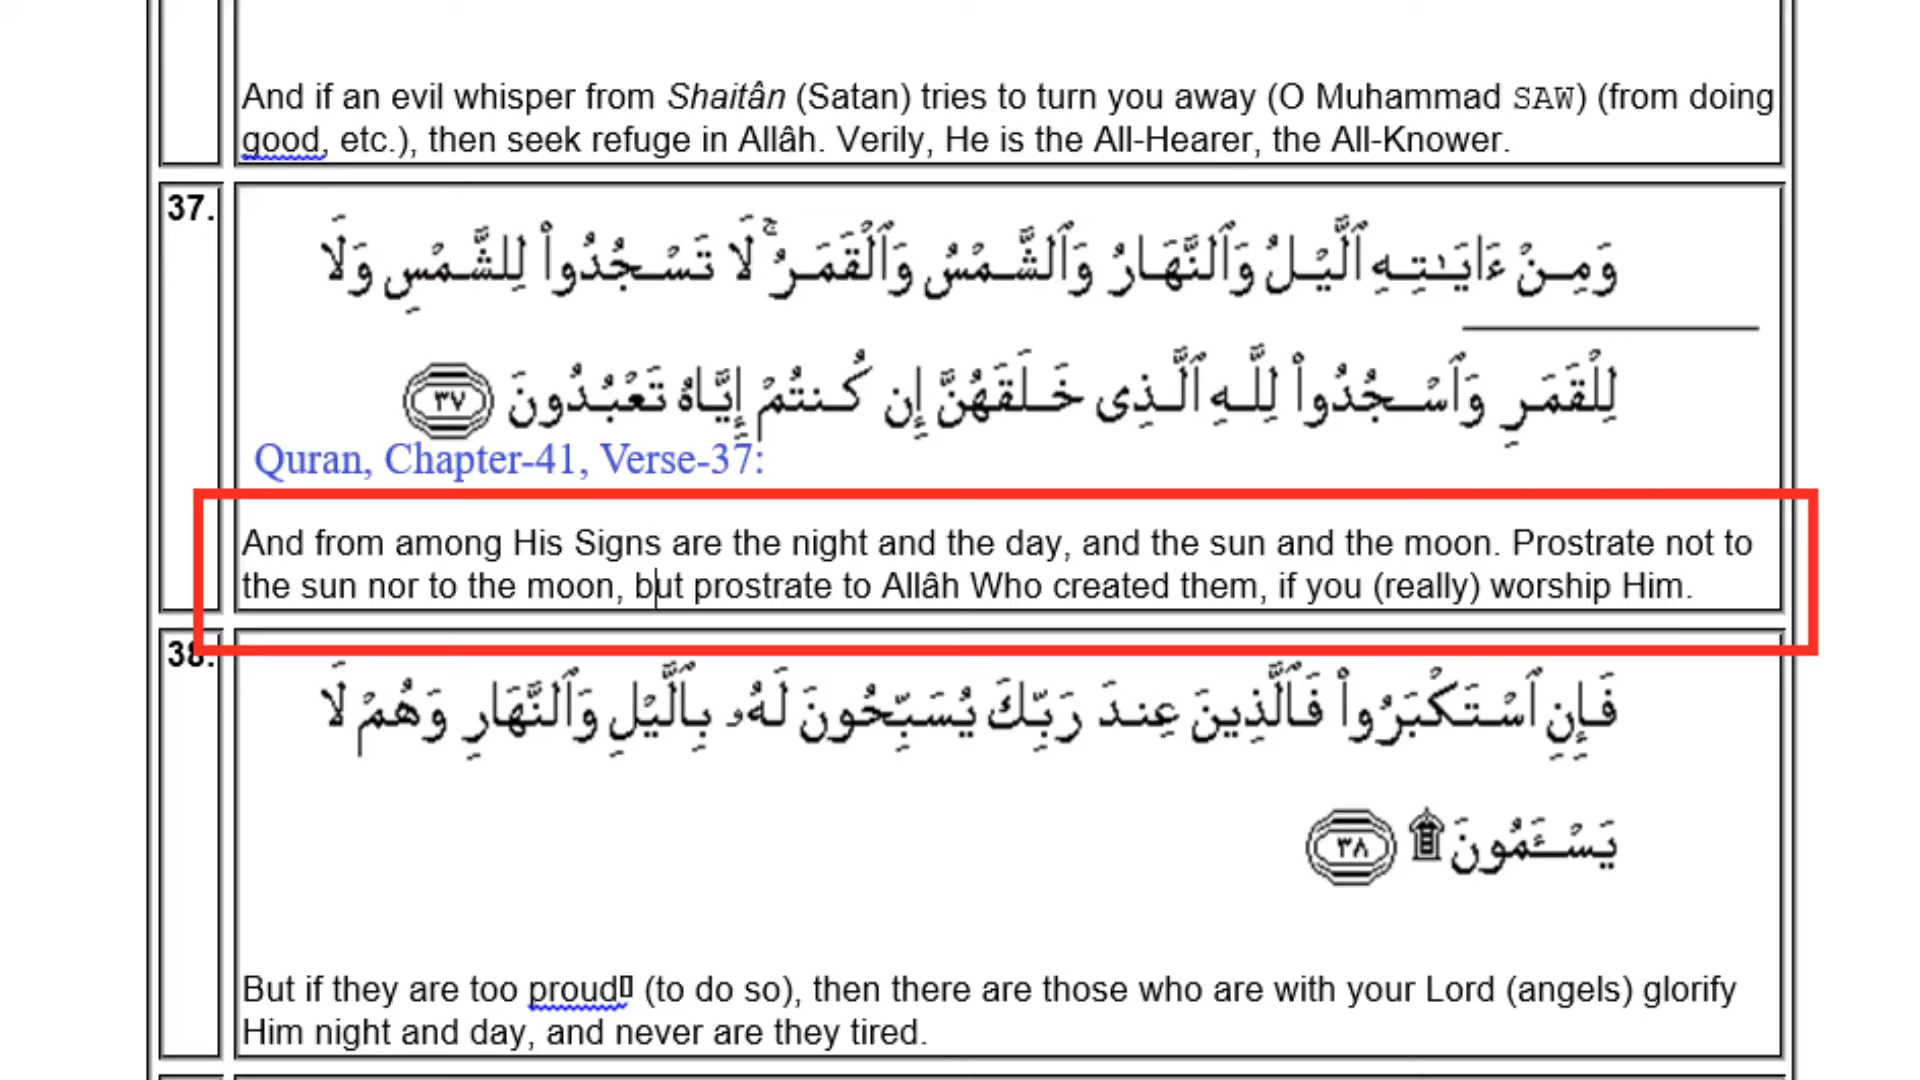 And if an evil whisper from Shaitân (Satan) tries to turn you away (O Muhammad SAW) (from doing
good, etc.), then seek refuge in Allâh. Verily, He is the All-Hearer, the All-Knower.
37.
وَمِنْ ءَايَـٰتِهِ ٱلَّيْلُ وَٱلنَّهَارُ وَٱلشَّمْسُ وَٱلْقَمَرُ ۚ لَا تَسْجُدُوا۟ لِلشَّمْسِ وَلَا
لِلْقَمَرِ وَٱسْجُدُوا۟ لِلَّهِ ٱلَّذِى خَلَقَهُنَّ إِن كُنتُمْ إِيَّاهُ تَعْبُدُونَ ٣٧
Quran, Chapter-41, Verse-37:
And from among His Signs are the night and the day, and the sun and the moon. Prostrate not to
the sun nor to the moon, but prostrate to Allâh Who created them, if you (really) worship Him.
38.
فَإِنِ ٱسْتَكْبَرُوا۟ فَٱلَّذِينَ عِندَ رَبِّكَ يُسَبِّحُونَ لَهُۥ بِٱلَّيْلِ وَٱلنَّهَارِ وَهُمْ لَا
يَسْـَٔمُونَ ۩ ٣٨
But if they are too proud (to do so), then there are those who are with your Lord (angels) glorify
Him night and day, and never are they tired.